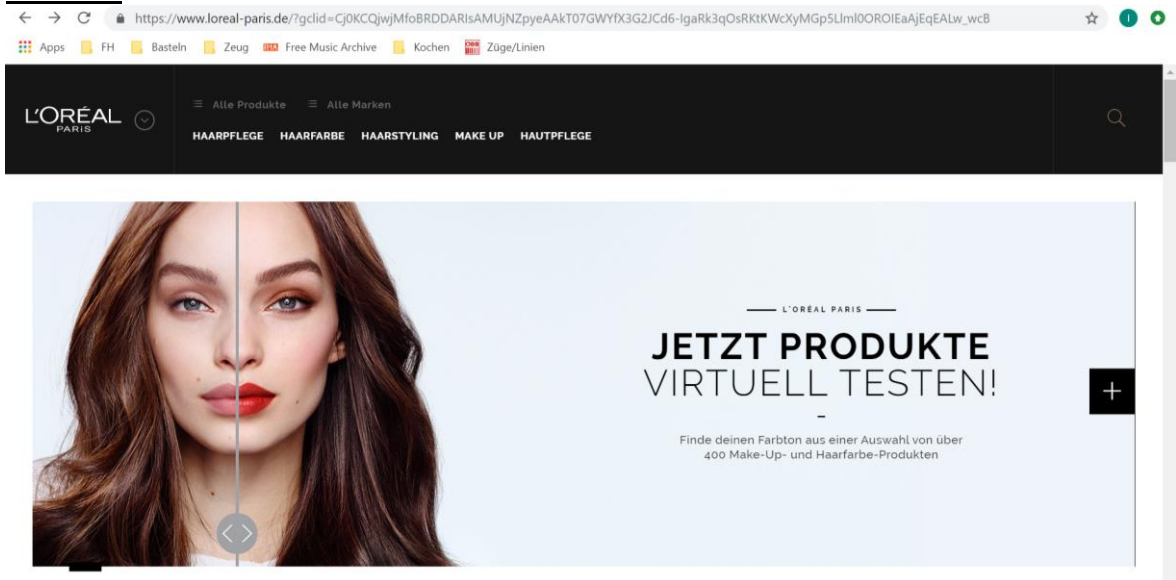 https://www.loreal-paris.de/?gclid=Cj0KCQjwjMfoBRDDARIsAMUjNZpyeAAkT07GWYfX3G2JCd6-IgaRk3qOsRKtKWcXyMGp5LlmI0OROIEaAjEqEALw_wcB
Apps FH Basteln Zeug Free Music Archive Kochen Züge/Linien
L'ORÉAL
PARIS
Alle Produkte Alle Marken
HAARPFLEGE HAARFARBE HAARSTYLING MAKE UP HAUTPFLEGE
L'ORÉAL PARIS
JETZT PRODUKTE
VIRTUELL TESTEN!
Finde deinen Farbton aus einer Auswahl von über
400 Make-Up- und Haarfarbe-Produkten